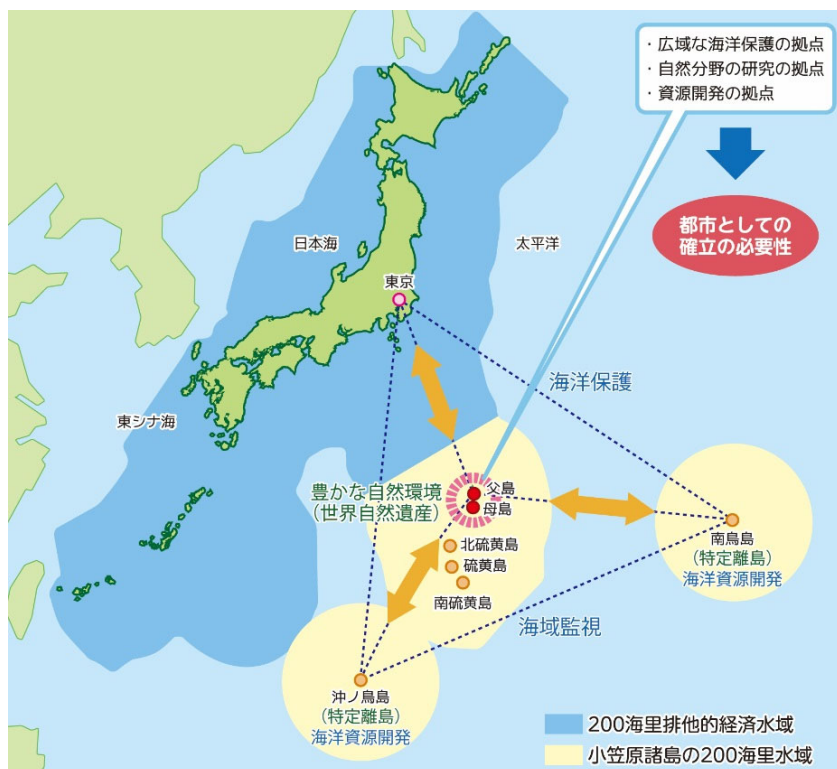 ・広域な海洋保護の拠点
・自然分野の研究の拠点
・資源開発の拠点
都市としての
確立の必要性
日本海
太平洋
東京
海洋保護
東シナ海
豊かな自然環境
（世界自然遺産）
父島
母島
北硫黄島
硫黄島
南硫黄島
南鳥島
（特定離島）
海洋資源開発
海域監視
沖ノ鳥島
（特定離島）
海洋資源開発
200海里排他的経済水域
小笠原諸島の200海里水域